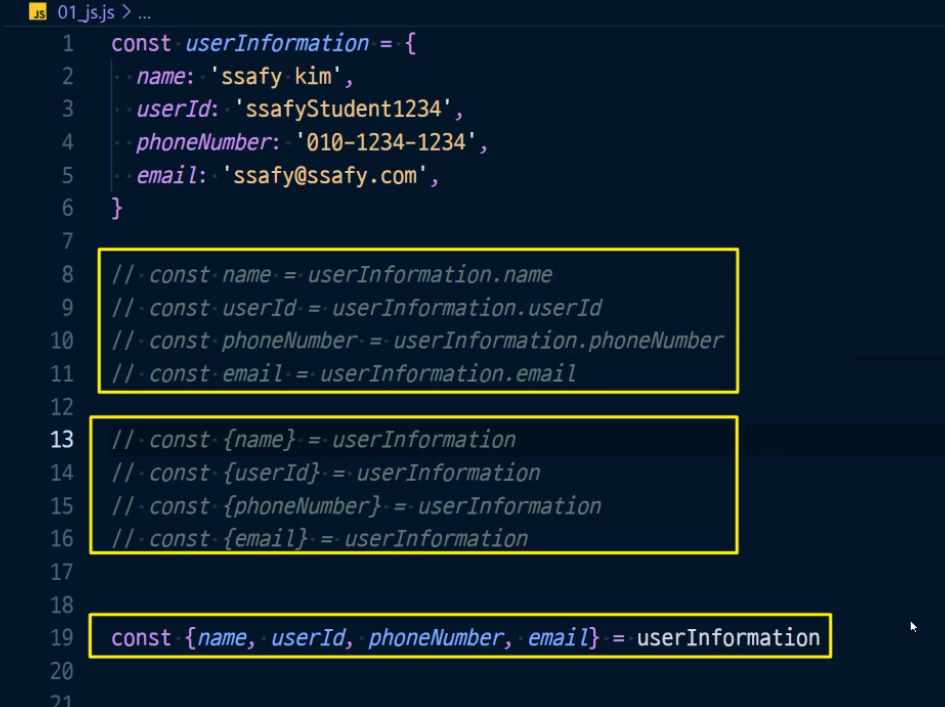 JS 01_js.js > ...
1 const userInformation = {
2   name: 'ssafy kim',
3   userId: 'ssafyStudent1234',
4   phoneNumber: '010-1234-1234',
5   email: 'ssafy@ssafy.com',
6 }
7
8 // const name = userInformation.name
9 // const userId = userInformation.userId
10 // const phoneNumber = userInformation.phoneNumber
11 // const email = userInformation.email
12
13 // const {name} = userInformation
14 // const {userId} = userInformation
15 // const {phoneNumber} = userInformation
16 // const {email} = userInformation
17
18
19 const {name, userId, phoneNumber, email} = userInformation
20
21